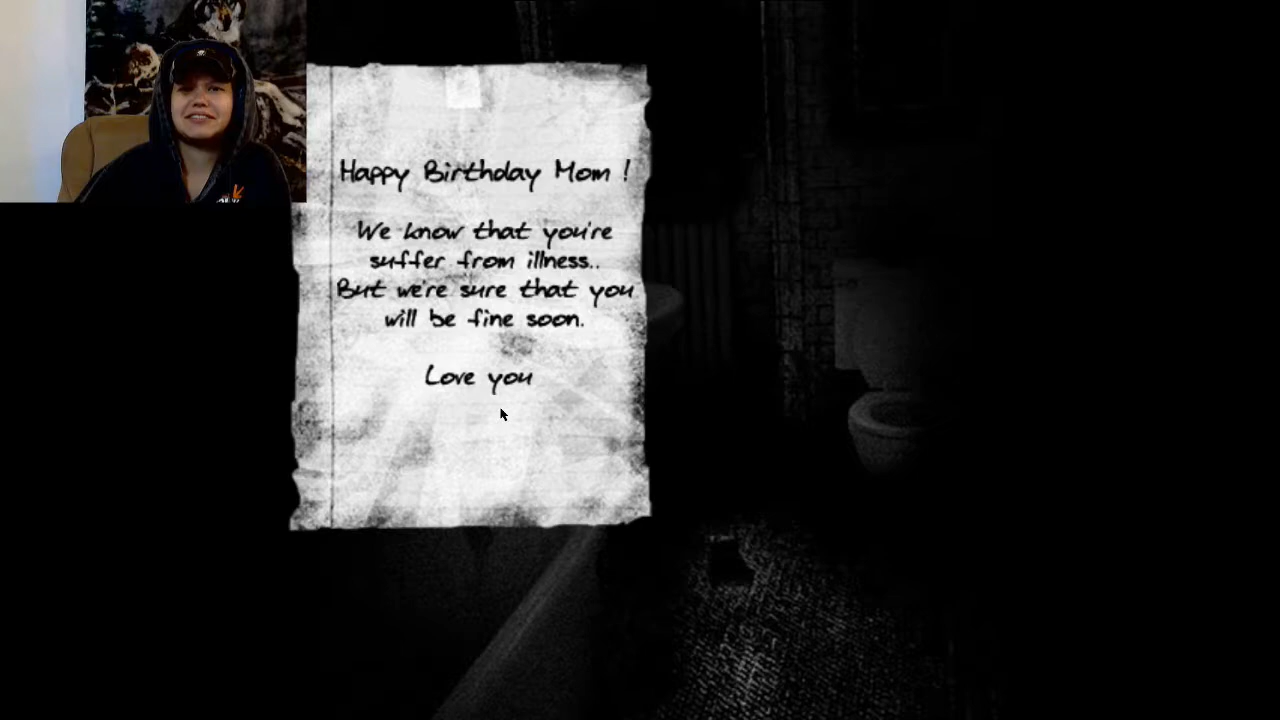 Happy Birthday Mom !
We know that you're
suffer from illness..
But we're sure that you
will be fine soon.
Love you